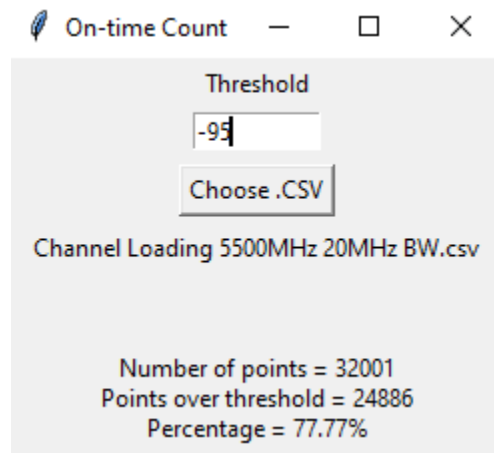 On-time Count
Threshold
-95
Choose .CSV
Channel Loading 5500MHz 20MHz BW.csv
Number of points = 32001
Points over threshold = 24886
Percentage = 77.77%